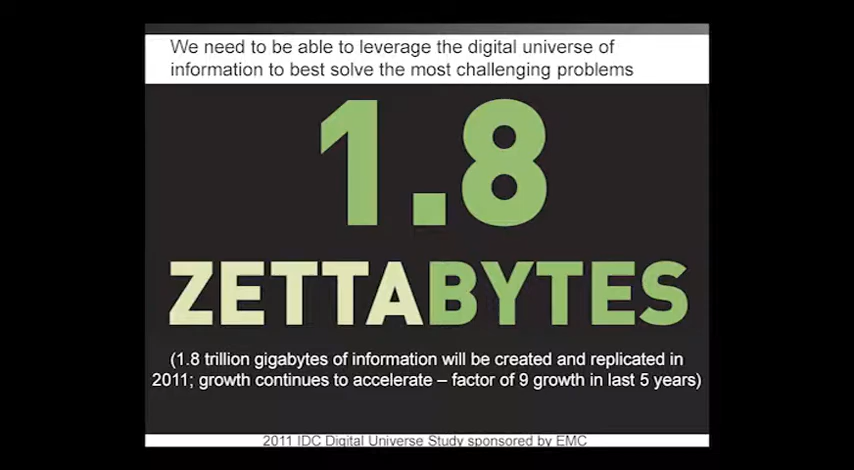 We need to be able to leverage the digital universe of
information to best solve the most challenging problems
1.8
ZETTABYTES
(1.8 trillion gigabytes of information will be created and replicated in
2011; growth continues to accelerate – factor of 9 growth in last 5 years)
2011 IDC Digital Universe Study sponsored by EMC